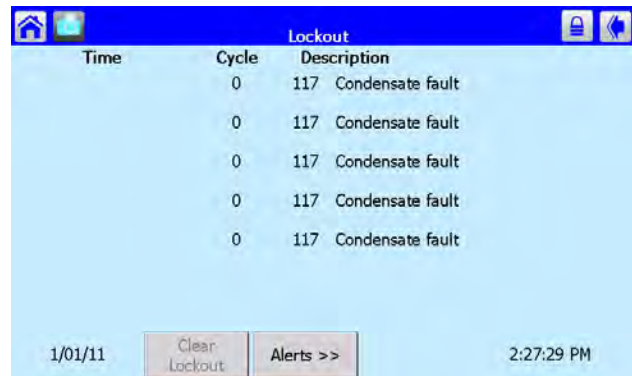 Lockout
Time Cycle Description
0 117 Condensate fault
0 117 Condensate fault
0 117 Condensate fault
0 117 Condensate fault
0 117 Condensate fault
1/01/11 Clear Lockout Alerts >> 2:27:29 PM